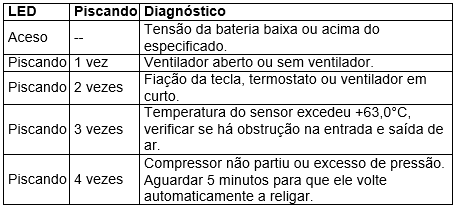 LED Piscando Diagnóstico
Aceso -- Tensão da bateria baixa ou acima do
especificado.
Piscando 1 vez Ventilador aberto ou sem ventilador.
Piscando 2 vezes Fiação da tecla, termostato ou ventilador em
curto.
Piscando 3 vezes Temperatura do sensor excedeu +63,0°C,
verificar se há obstrução na entrada e saída de
ar.
Piscando 4 vezes Compressor não partiu ou excesso de pressão.
Aguardar 5 minutos para que ele volte
automaticamente a religar.